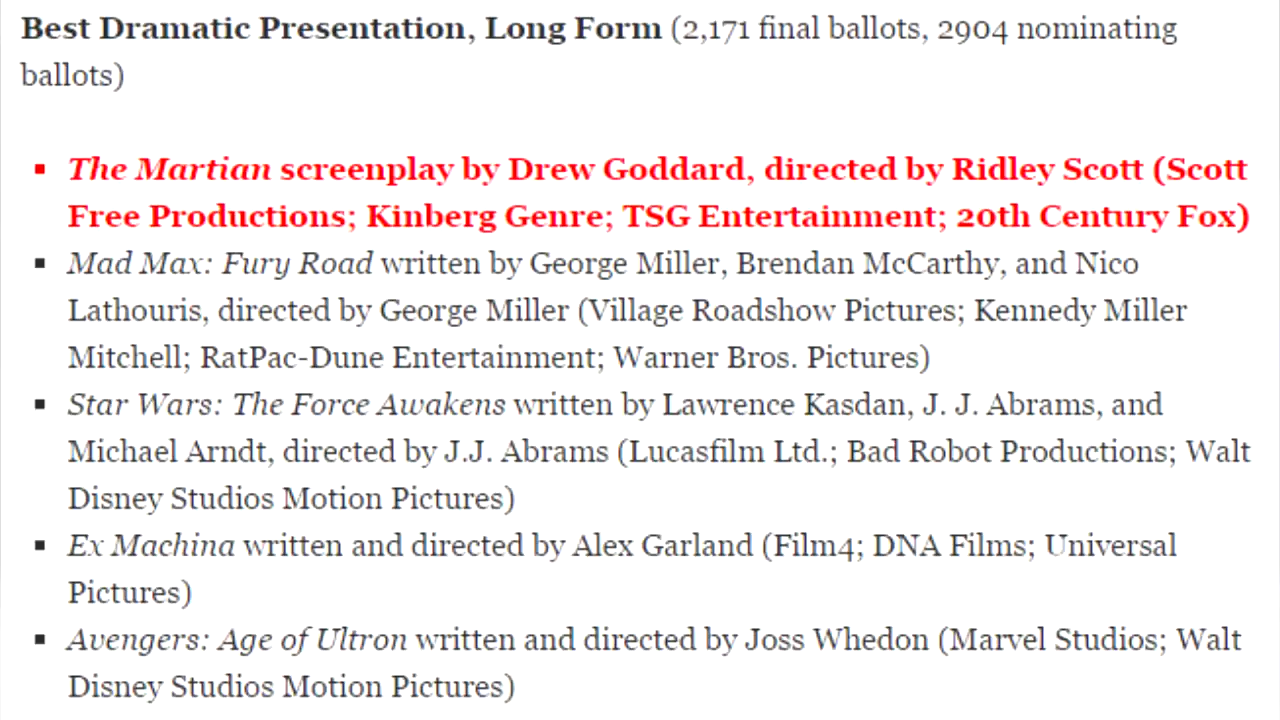 Best Dramatic Presentation, Long Form (2,171 final ballots, 2904 nominating
ballots)
▪ The Martian screenplay by Drew Goddard, directed by Ridley Scott (Scott
Free Productions; Kinberg Genre; TSG Entertainment; 20th Century Fox)
▪ Mad Max: Fury Road written by George Miller, Brendan McCarthy, and Nico
Lathouris, directed by George Miller (Village Roadshow Pictures; Kennedy Miller
Mitchell; RatPac-Dune Entertainment; Warner Bros. Pictures)
▪ Star Wars: The Force Awakens written by Lawrence Kasdan, J. J. Abrams, and
Michael Arndt, directed by J.J. Abrams (Lucasfilm Ltd.; Bad Robot Productions; Walt
Disney Studios Motion Pictures)
▪ Ex Machina written and directed by Alex Garland (Film4; DNA Films; Universal
Pictures)
▪ Avengers: Age of Ultron written and directed by Joss Whedon (Marvel Studios; Walt
Disney Studios Motion Pictures)